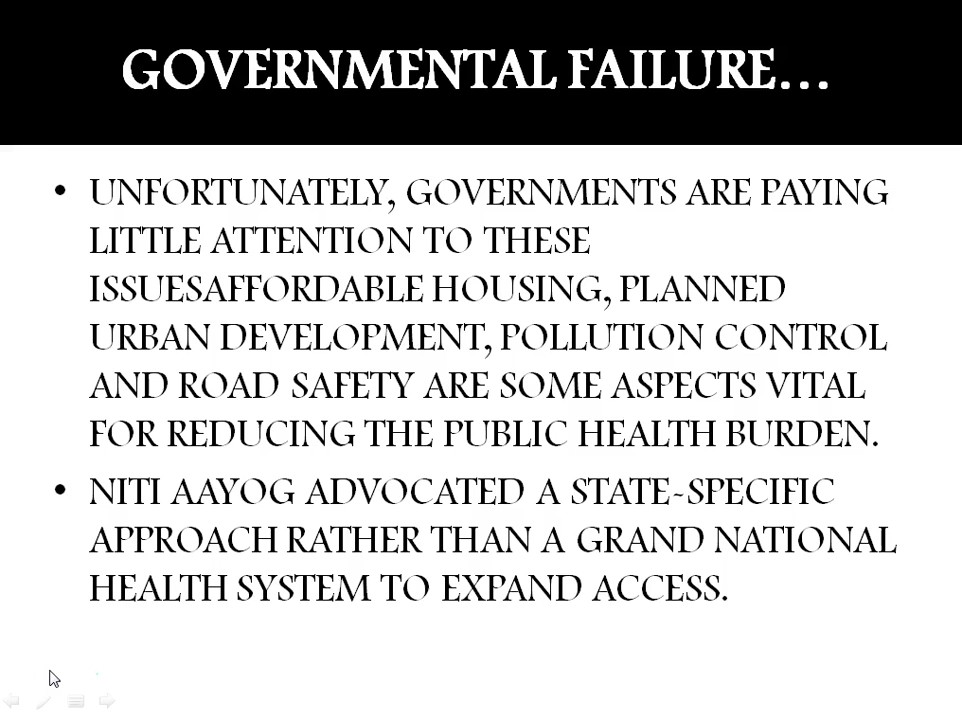 GOVERNMENTAL FAILURE...
• UNFORTUNATELY, GOVERNMENTS ARE PAYING
LITTLE ATTENTION TO THESE
ISSUESAFFORDABLE HOUSING, PLANNED
URBAN DEVELOPMENT, POLLUTION CONTROL
AND ROAD SAFETY ARE SOME ASPECTS VITAL
FOR REDUCING THE PUBLIC HEALTH BURDEN.
• NITI AAYOG ADVOCATED A STATE-SPECIFIC
APPROACH RATHER THAN A GRAND NATIONAL
HEALTH SYSTEM TO EXPAND ACCESS.